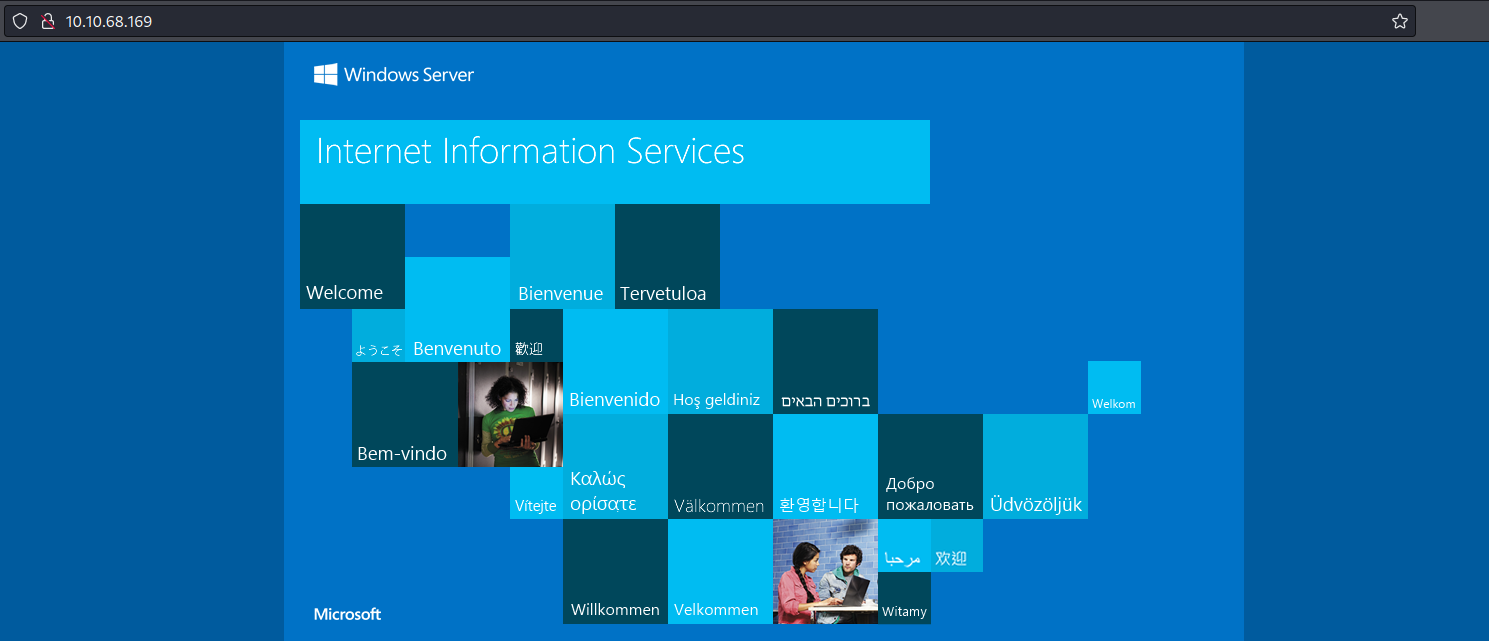 10.10.68.169
Windows Server
Internet Information Services
Welcome
Bienvenue
Tervetuloa
ようこそ
Benvenuto
歡迎
Bienvenido
Hoş geldiniz
ברוכים הבאים
Welkom
Bem-vindo
Vítejte
Καλώς
ορίσατε
Välkommen
환영합니다
Добро
пожаловать
Üdvözöljük
Willkommen
Velkommen
مرحبا
欢迎
Witamy
Microsoft